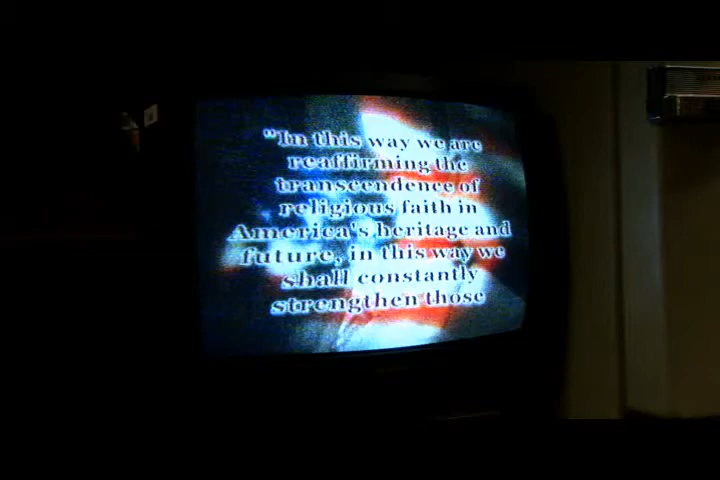 "In this way we are
reaffirming the
transcendence of
religious faith in
America's heritage and
future, in this way we
shall constantly
strengthen those